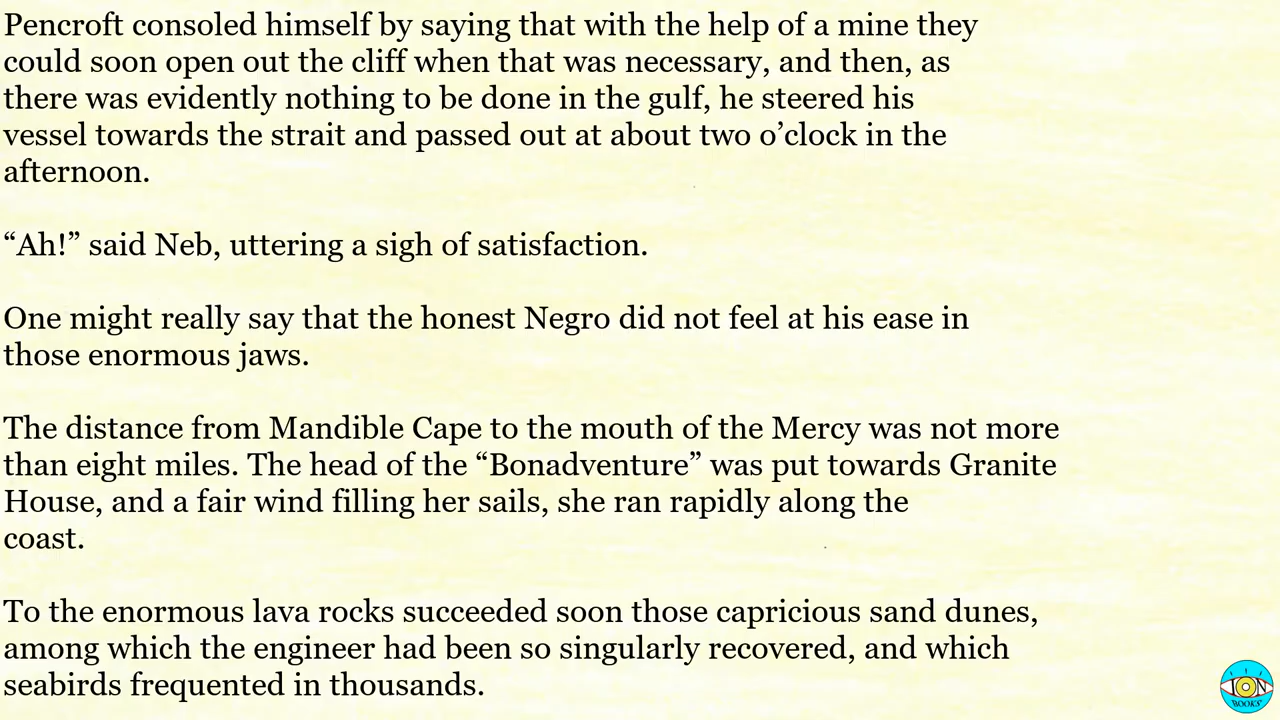 Pencroft consoled himself by saying that with the help of a mine they
could soon open out the cliff when that was necessary, and then, as
there was evidently nothing to be done in the gulf, he steered his
vessel towards the strait and passed out at about two o’clock in the
afternoon.
“Ah!” said Neb, uttering a sigh of satisfaction.
One might really say that the honest Negro did not feel at his ease in
those enormous jaws.
The distance from Mandible Cape to the mouth of the Mercy was not more
than eight miles. The head of the “Bonadventure” was put towards Granite
House, and a fair wind filling her sails, she ran rapidly along the
coast.
To the enormous lava rocks succeeded soon those capricious sand dunes,
among which the engineer had been so singularly recovered, and which
seabirds frequented in thousands.
ION
BOOKS